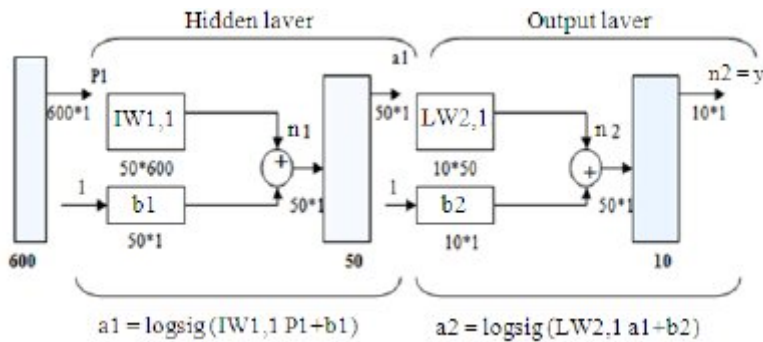 Hidden laver
Output laver
P1
a1
n2 = y
600*1
IW1,1
n1
50*1
LW2,1
n2
10*1
50*600
+
10*50
+
1
b1
50*1
1
b2
50*1
50*1
10*1
600
50
10
a1 = logsig (IW1,1 P1+b1)
a2 = logsig (LW2,1 a1+b2)